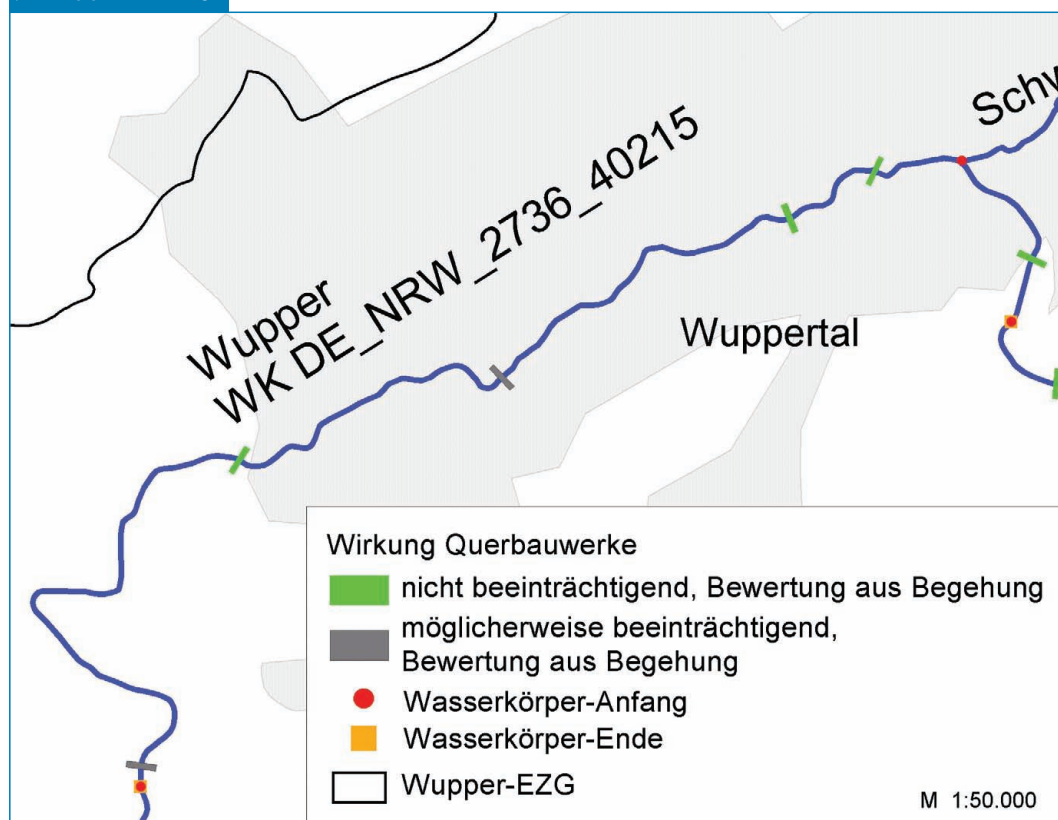 Schw
Wupper
WK DE_NRW_2736_40215
Wuppertal
Wirkung Querbauwerke
nicht beeinträchtigend, Bewertung aus Begehung
möglicherweise beeinträchtigend,
Bewertung aus Begehung
Wasserkörper-Anfang
Wasserkörper-Ende
Wupper-EZG
M 1:50.000